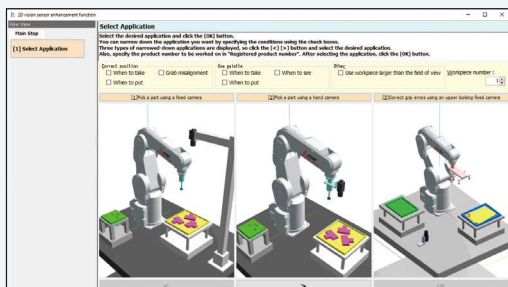 2D vision sensor enhancement function
Flow View
Main Step
[1] Select Application
Select Application
Select the desired application and click the [OK] button.
You can narrow down the application you want by specifying the conditions using the check boxes.
Three types of narrowed-down applications are displayed, so click the [<] [>] button and select the desired application.
Also, specify the product number to be worked on in "Registered product number". After selecting the application, click the [OK] button.
Correct position
Use palette
Other
When to take
Grab misalignment
When to take
When to see
Use workpiece larger than the field of view
Workpiece number :
When to put
When to put
1
[1]Pick a part using a fixed camera
[2]Pick a part using a hand camera
[3]Correct grip errors using an upper looking fixed camera
<
>
OK